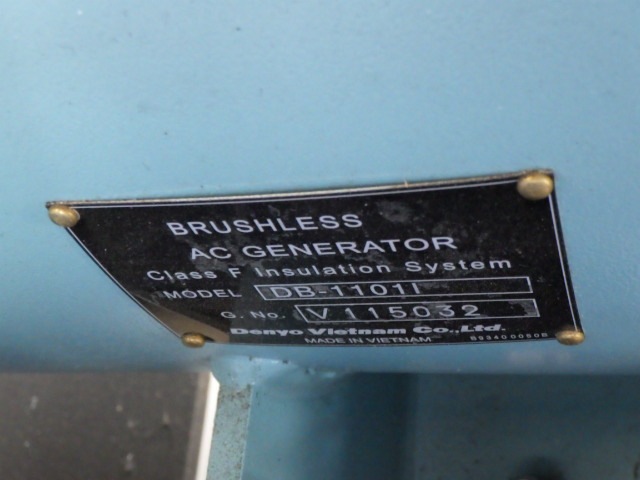 BRUSHLESS
AC GENERATOR
Class F Insulation System
MODEL DB-1101I
G. No. V115032
Denyo Vietnam Co.,Ltd.
MADE IN VIETNAM